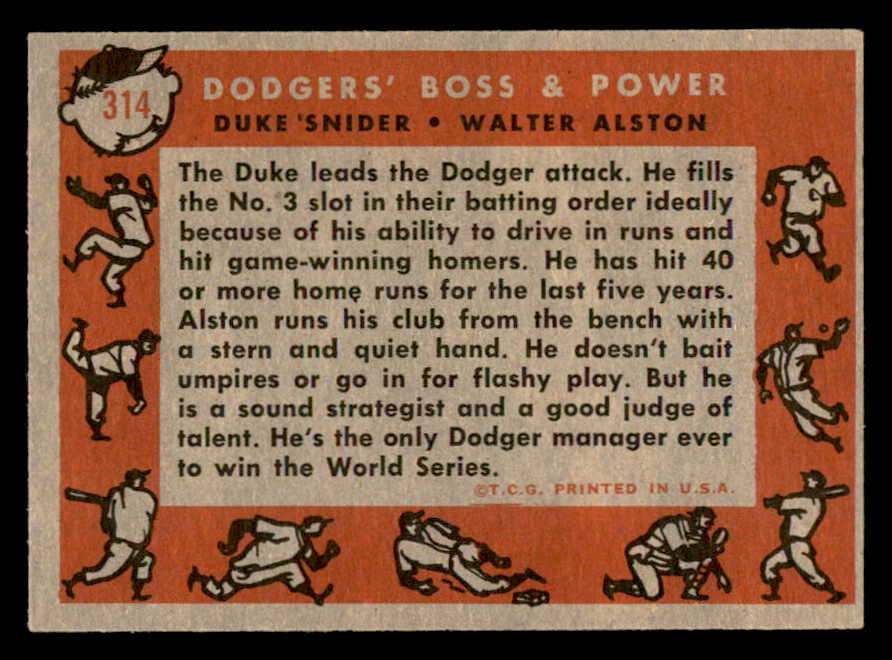 314
DODGERS' BOSS & POWER
DUKE SNIDER • WALTER ALSTON
The Duke leads the Dodger attack. He fills
the No. 3 slot in their batting order ideally
because of his ability to drive in runs and
hit game-winning homers. He has hit 40
or more home runs for the last five years.
Alston runs his club from the bench with
a stern and quiet hand. He doesn't bait
umpires or go in for flashy play. But he
is a sound strategist and a good judge of
talent. He's the only Dodger manager ever
to win the World Series.
©T.C.G. PRINTED IN U.S.A.